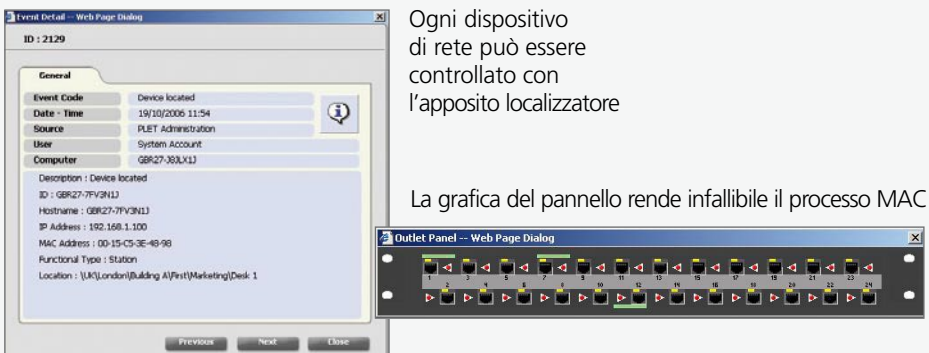 Event Detail -- Web Page Dialog
ID : 2129
General
Event Code Device located
Date - Time 19/10/2006 11:54
Source PLET Administration
User System Account
Computer GBR27-J8JLX1J
Description : Device located
ID : GBR27-7FV3N1J
Hostname : GBR27-7FV3N1J
IP Address : 192.168.1.100
MAC Address : 00-15-C5-3E-48-98
Functional Type : Station
Location : \UK\London\Building A\First\Marketing\Desk 1
Previous Next Close
Ogni dispositivo
di rete può essere
controllato con
l'apposito localizzatore
La grafica del pannello rende infallibile il processo MAC
Outlet Panel -- Web Page Dialog
1 3 5 7 9 11 13 15 17 19 21 23
2 4 6 8 10 12 14 16 18 20 22 24